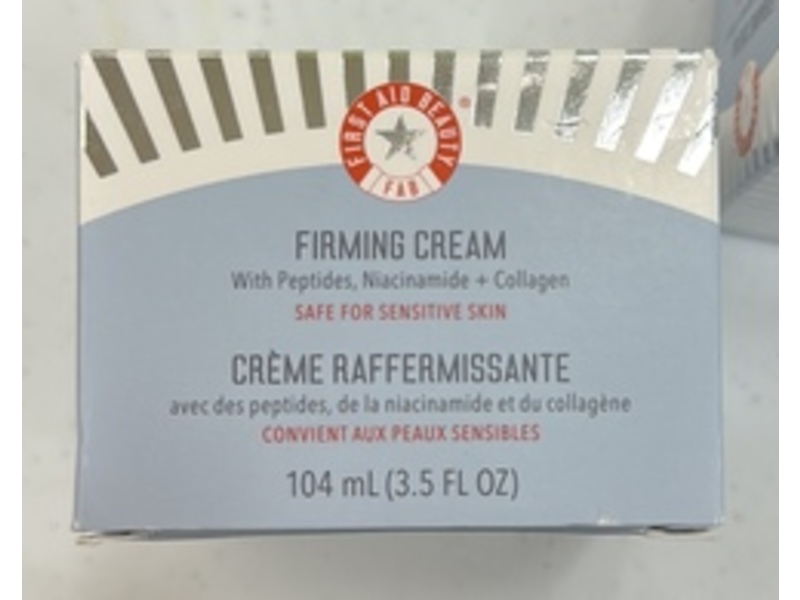 FIRST AID BEAUTY
®
FAB
FIRMING CREAM
With Peptides, Niacinamide + Collagen
SAFE FOR SENSITIVE SKIN
CRÈME RAFFERMISSANTE
avec des peptides, de la niacinamide et du collagène
CONVIENT AUX PEAUX SENSIBLES
104 mL (3.5 FL OZ)